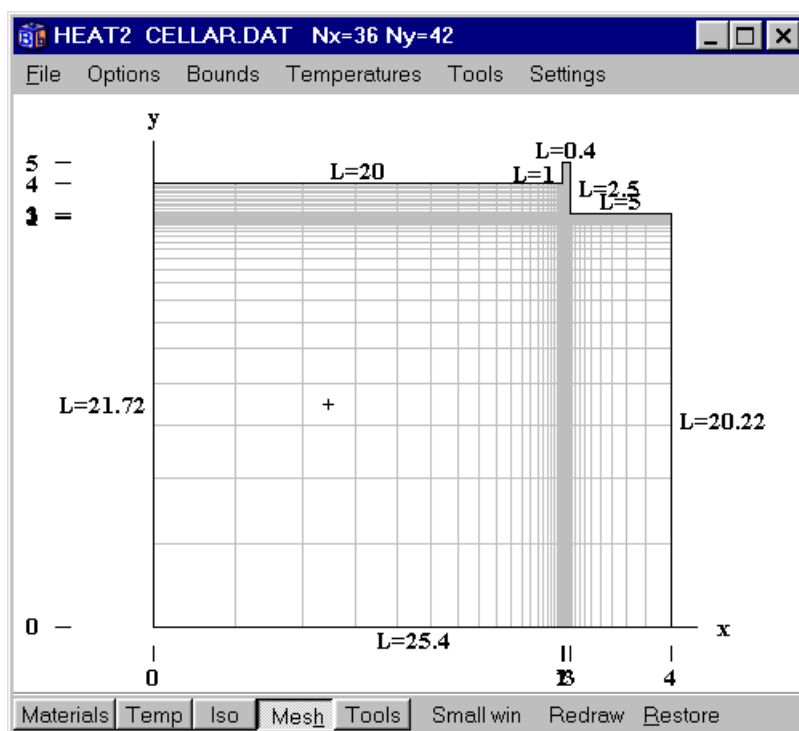 HEAT2 CELLAR.DAT Nx=36 Ny=42
File Options Bounds Temperatures Tools Settings
y
5
L=0.4
4
L=20
L=1
L=2.5
L=5
L=21.72
L=20.22
0
L=25.4
x
0
4
Materials Temp Iso Mesh Tools Small win Redraw Restore